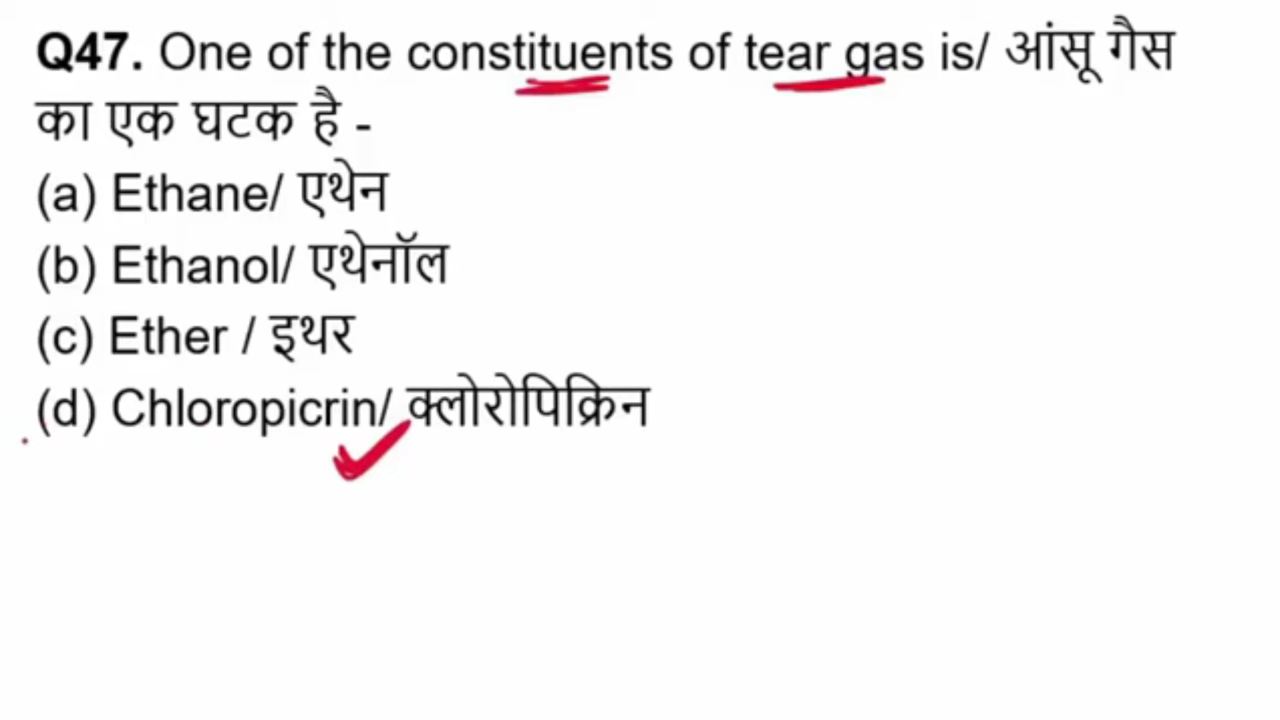 Q47. One of the constituents of tear gas is/ आंसू गैस
का एक घटक है -
(a) Ethane/ एथेन
(b) Ethanol/ एथेनॉल
(c) Ether / इथर
(d) Chloropicrin/ क्लोरोपिक्रिन